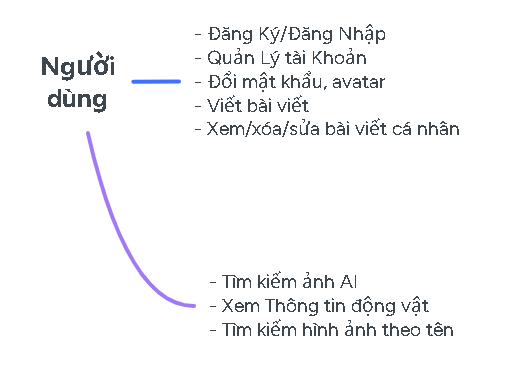 Người
dùng
- Đăng Ký/Đăng Nhập
- Quản Lý tài Khoản
- Đổi mật khẩu, avatar
- Viết bài viết
- Xem/xóa/sửa bài viết cá nhân
- Tìm kiếm ảnh AI
- Xem Thông tin động vật
- Tìm kiếm hình ảnh theo tên